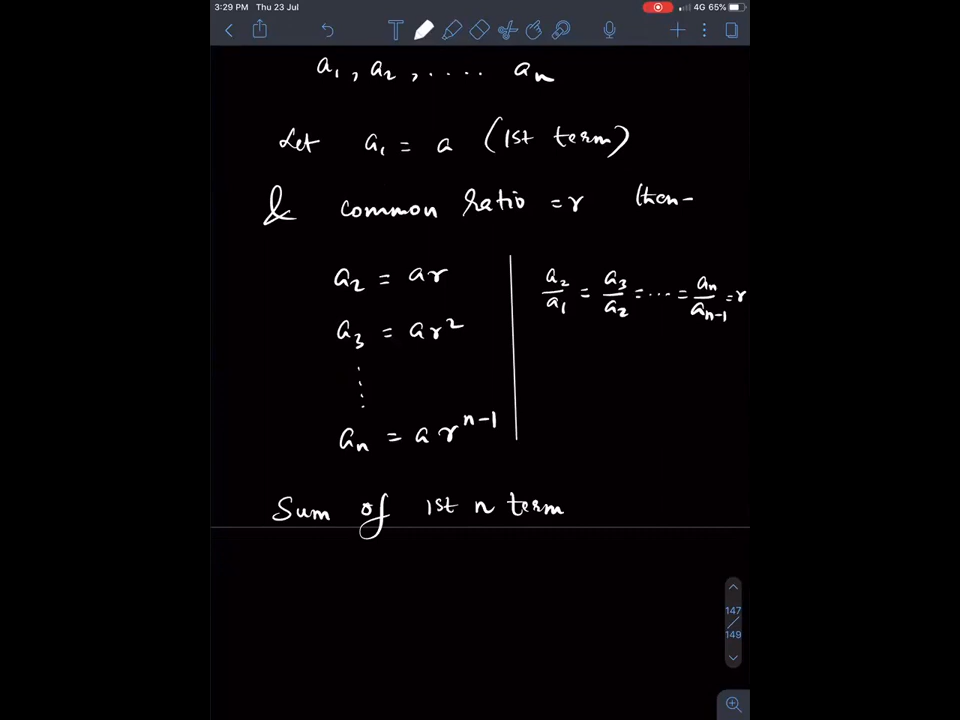 3:29 PM Thu 23 Jul 4G 65%
T
a₁, a₂, .... aₙ
Let a₁ = a (1st term)
& common ratio = r then-
a₂ = ar
a₂/a₁ = a₃/a₂ = ... = aₙ/aₙ₋₁ = r
a₃ = ar²
⋮
aₙ = a rⁿ⁻¹
Sum of 1st n term
147
149